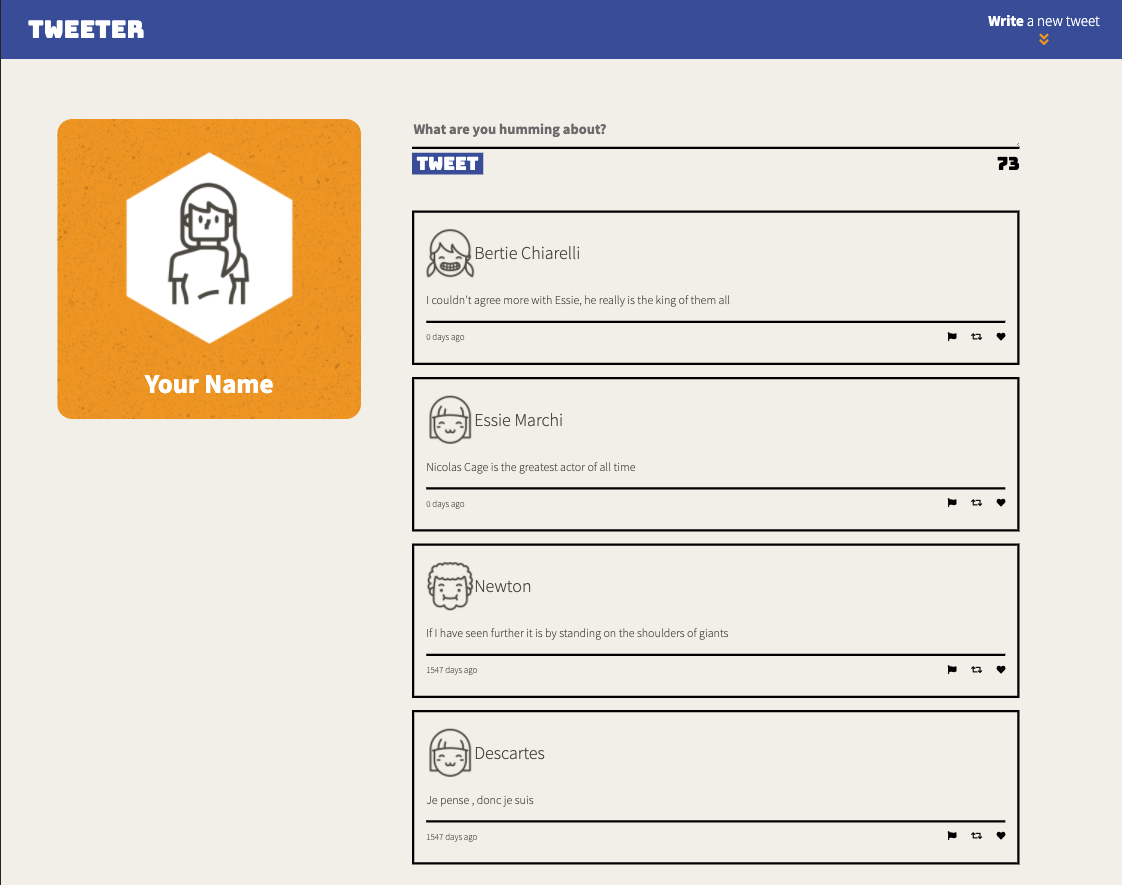 TWEETER
Write a new tweet
Your Name
What are you humming about?
TWEET
73
Bertie Chiarelli
I couldn't agree more with Essie, he really is the king of them all
0 days ago
Essie Marchi
Nicolas Cage is the greatest actor of all time
0 days ago
Newton
If I have seen further it is by standing on the shoulders of giants
1547 days ago
Descartes
Je pense , donc je suis
1547 days ago